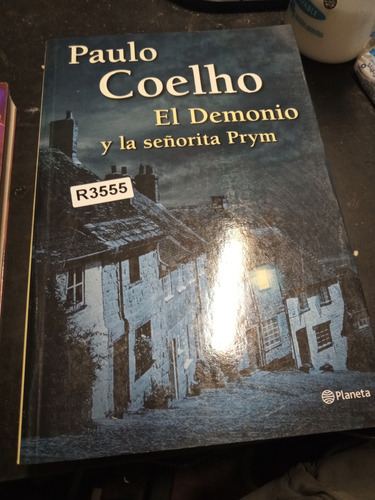 Paulo
Coelho
El Demonio
y la señorita Prym
R3555
Planeta